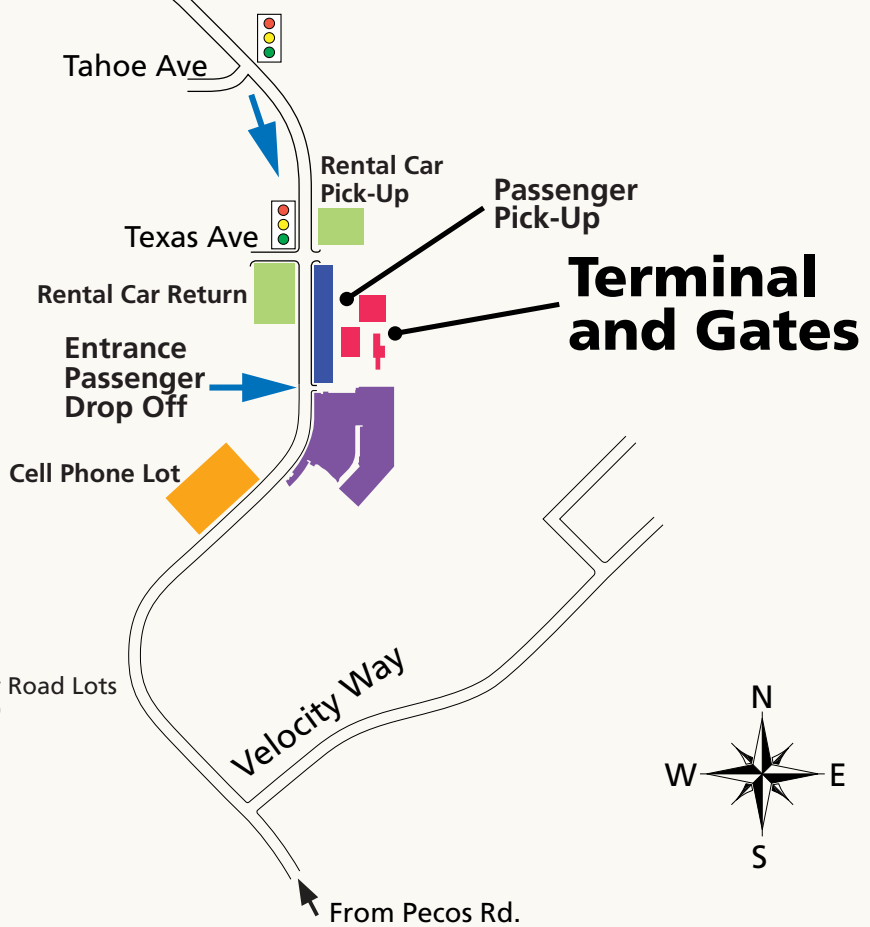 Tahoe Ave
Rental Car
Pick-Up
Passenger
Pick-Up
Texas Ave
Terminal
and Gates
Rental Car Return
Entrance
Passenger
Drop Off
Cell Phone Lot
Road Lots
Velocity Way
N
W
E
S
From Pecos Rd.